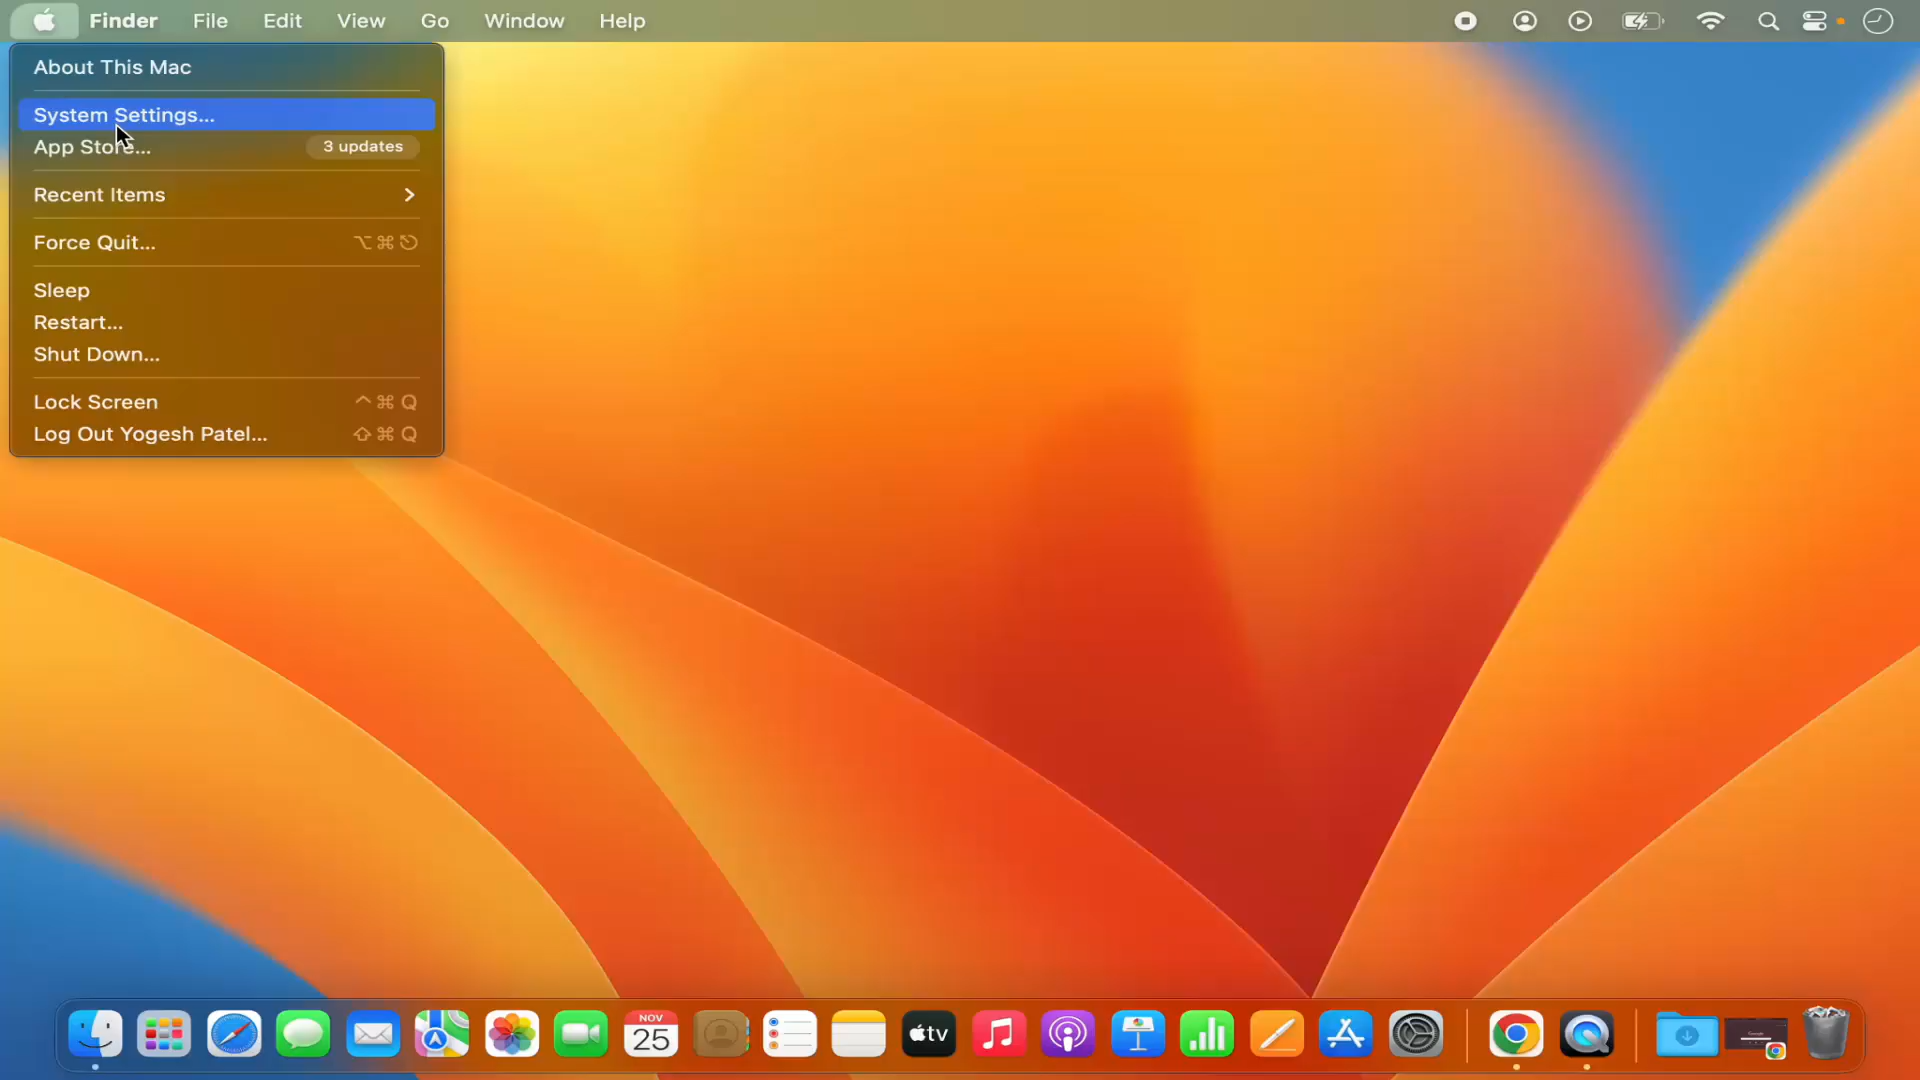 Finder File Edit View Go Window Help
About This Mac
System Settings...
App Store... 3 updates
Recent Items
Force Quit... ⌥⌘⎋
Sleep
Restart...
Shut Down...
Lock Screen ^⌘Q
Log Out Yogesh Patel... ⇧⌘Q
NOV
25
tv